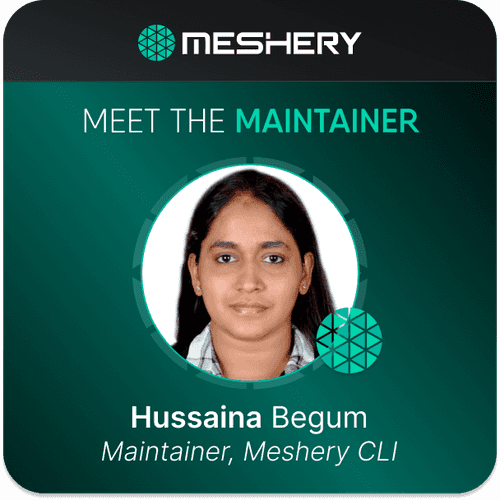 MESHERY
MEET THE MAINTAINER
Hussaina Begum
Maintainer, Meshery CLI